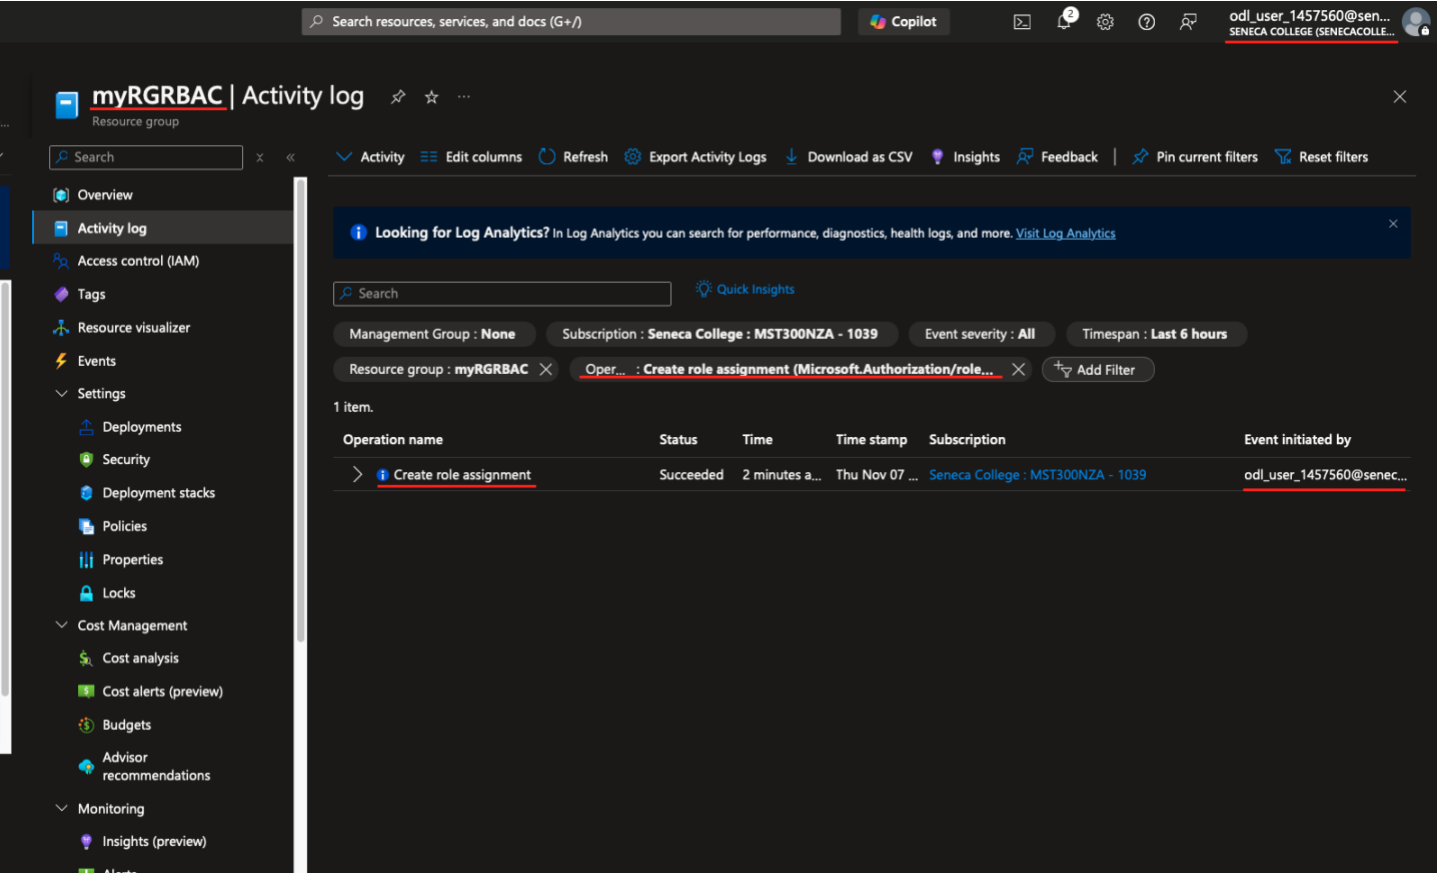 Search resources, services, and docs (G+/)
Copilot
2
odl_user_1457560@sen...
SENECA COLLEGE (SENECACOLLE...
myRGRBAC | Activity log
...
Resource group
Search
Activity
Edit columns
Refresh
Export Activity Logs
Download as CSV
Insights
Feedback
Pin current filters
Reset filters
Overview
Activity log
Access control (IAM)
Tags
Resource visualizer
Events
Settings
Deployments
Security
Deployment stacks
Policies
Properties
Locks
Cost Management
Cost analysis
Cost alerts (preview)
Budgets
Advisor
recommendations
Monitoring
Insights (preview)
Alerts
Looking for Log Analytics? In Log Analytics you can search for performance, diagnostics, health logs, and more. Visit Log Analytics
Search
Quick Insights
Management Group : None
Subscription : Seneca College : MST300NZA - 1039
Event severity : All
Timespan : Last 6 hours
Resource group : myRGRBAC
Oper... : Create role assignment (Microsoft.Authorization/role...
Add Filter
1 item.
Operation name Status Time Time stamp Subscription Event initiated by
Create role assignment Succeeded 2 minutes a... Thu Nov 07 ... Seneca College : MST300NZA - 1039 odl_user_1457560@senec...